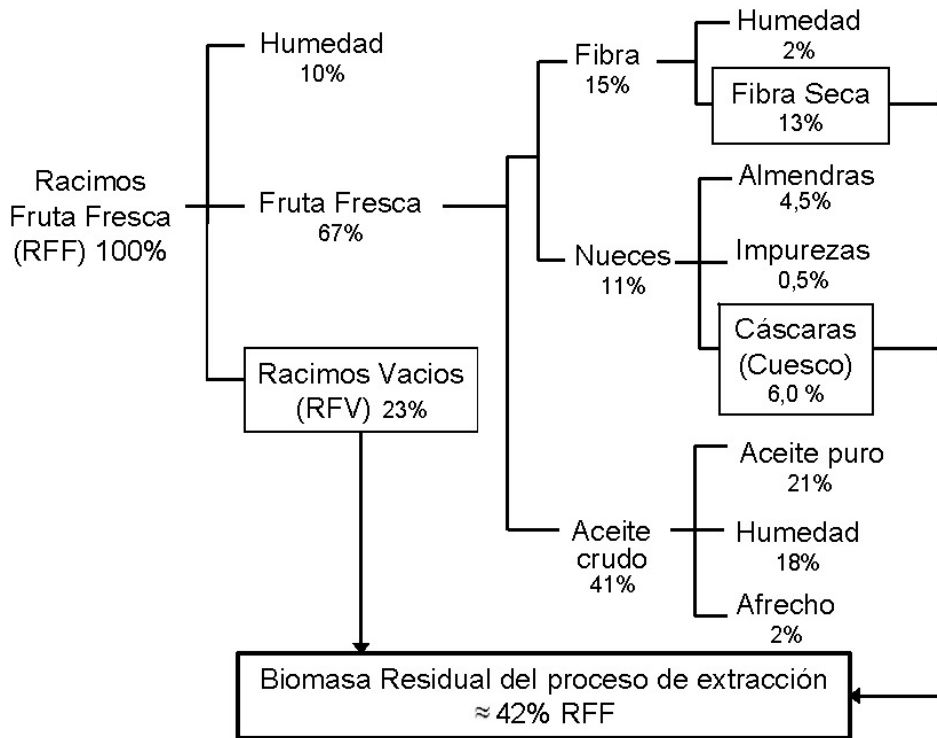 Racimos
Fruta Fresca
(RFF) 100%
Humedad
10%
Fruta Fresca
67%
Racimos Vacios
(RFV) 23%
Fibra
15%
Humedad
2%
Fibra Seca
13%
Nueces
11%
Almendras
4,5%
Impurezas
0,5%
Cáscaras
(Cuesco)
6,0 %
Aceite
crudo
41%
Aceite puro
21%
Humedad
18%
Afrecho
2%
Biomasa Residual del proceso de extracción
≈ 42% RFF